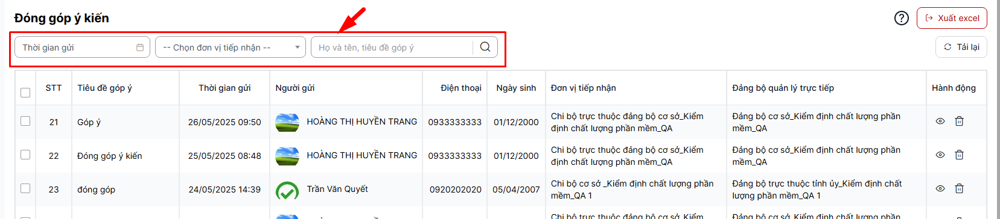 Đóng góp ý kiến
Xuất excel
Thời gian gửi
-- Chọn đơn vị tiếp nhận --
Họ và tên, tiêu đề góp ý
Tải lại
STT Tiêu đề góp ý Thời gian gửi Người gửi Điện thoại Ngày sinh Đơn vị tiếp nhận Đảng bộ quản lý trực tiếp Hành động
21 Góp ý 26/05/2025 09:50 HOÀNG THỊ HUYỀN TRANG 0933333333 01/12/2000
Chi bộ trực thuộc đảng bộ cơ sở_Kiểm
định chất lượng phần mềm_QA
Đảng bộ cơ sở_Kiểm định chất lượng phần
mềm_QA
22 Đóng góp ý kiến 25/05/2025 08:48 HOÀNG THỊ HUYỀN TRANG 0933333333 01/12/2000
Chi bộ trực thuộc đảng bộ cơ sở_Kiểm
định chất lượng phần mềm_QA
Đảng bộ cơ sở_Kiểm định chất lượng phần
mềm_QA
23 đóng góp 24/05/2025 14:39 Trần Văn Quyết 0920202020 05/04/2007
Chi bộ cơ sở _Kiểm định chất lượng phần
mềm_QA 1
Đảng bộ trực thuộc tỉnh ủy_Kiểm định chất
lượng phần mềm_QA 1
Chi bộ trực thuộc đảng bộ cơ sở_Kiểm
Đảng bộ cơ sở_Kiểm định chất lượng phần